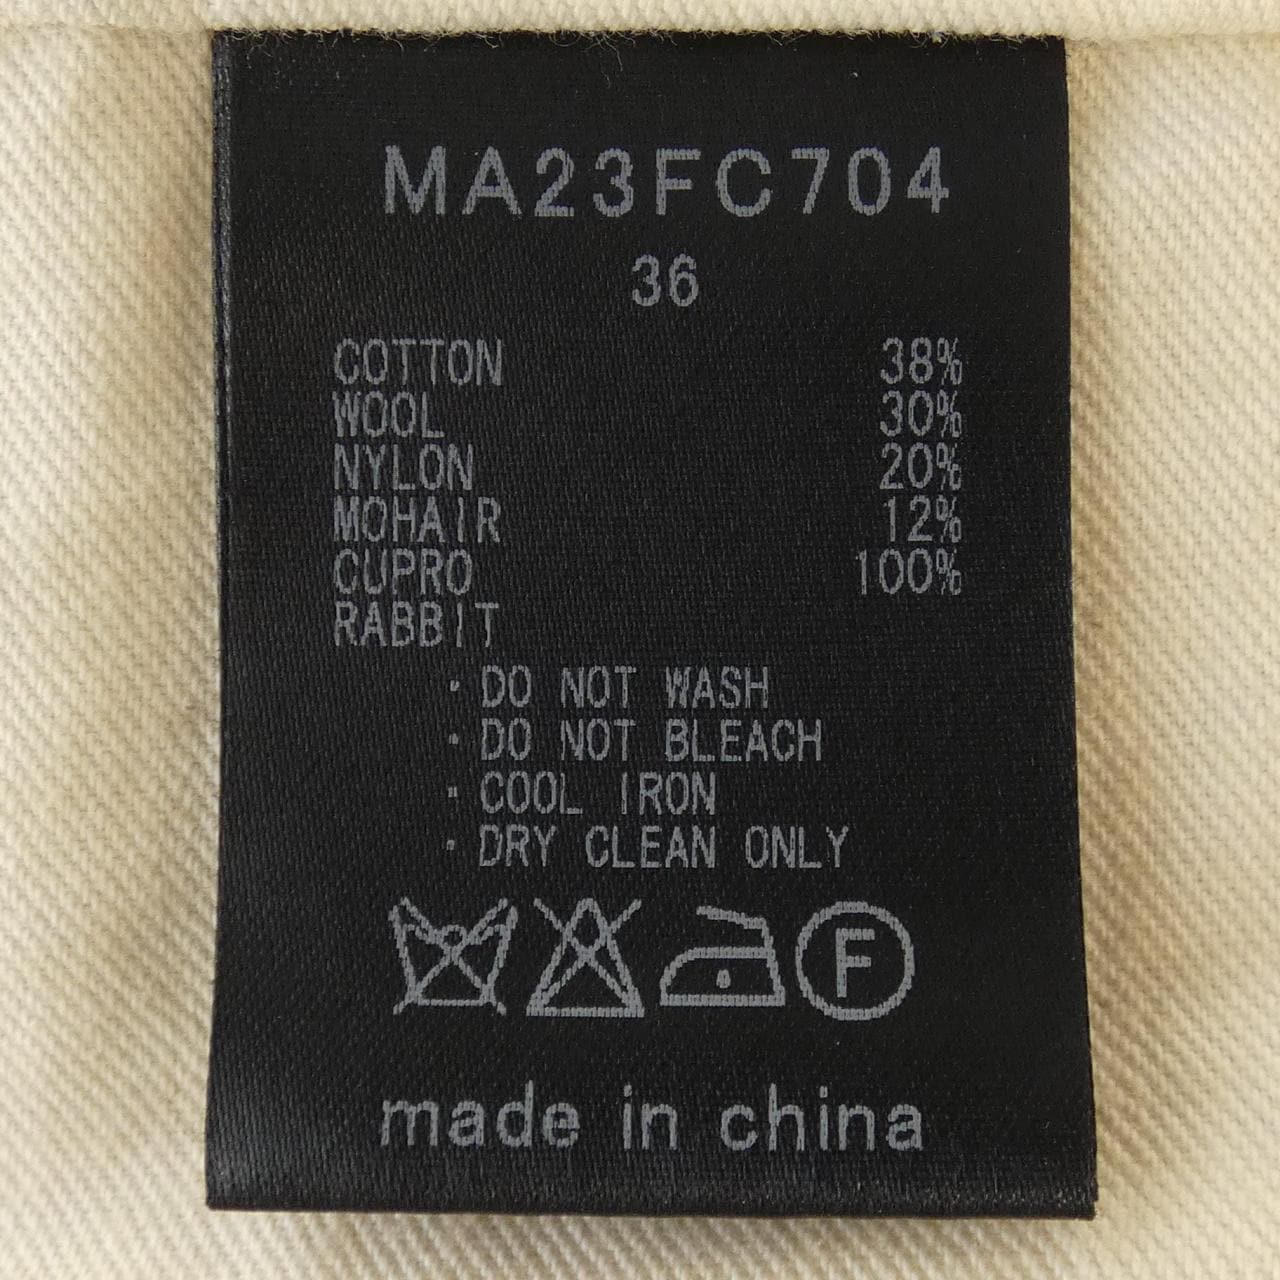 MA23FC704
36
COTTON 38%
WOOL 30%
NYLON 20%
MOHAIR 12%
CUPRO 100%
RABBIT
・DO NOT WASH
・DO NOT BLEACH
・COOL IRON
・DRY CLEAN ONLY
F
made in china